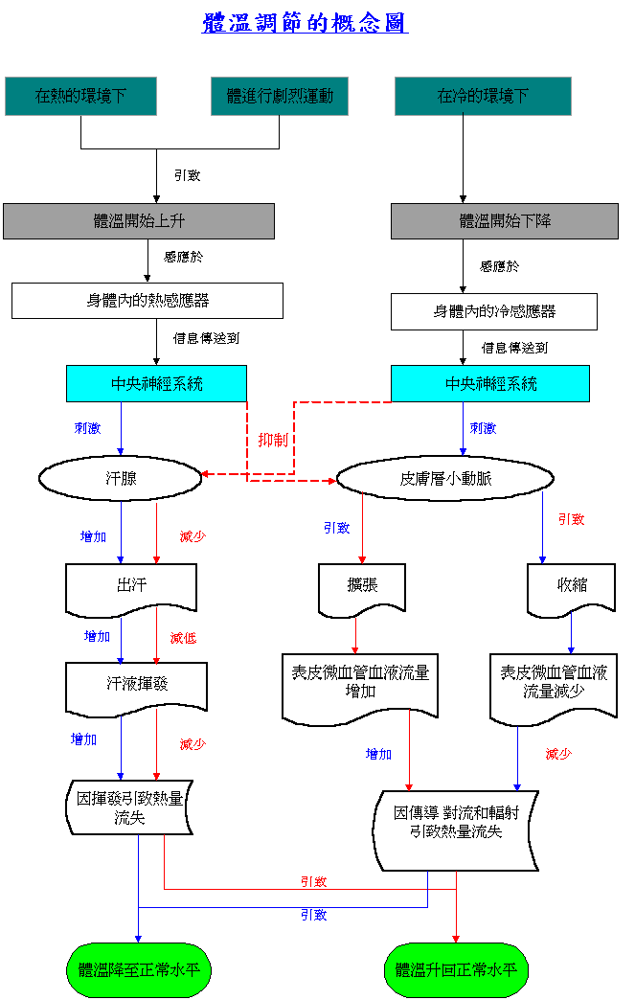 體溫調節的概念圖
在熱的環境下
體進行劇烈運動
在冷的環境下
引致
體溫開始上升
體溫開始下降
感應於
感應於
身體內的熱感應器
身體內的冷感應器
信息傳送到
信息傳送到
中央神經系統
中央神經系統
刺激
抑制
刺激
汗腺
皮膚層小動脈
增加
減少
引致
引致
出汗
擴張
收縮
增加
減低
汗液揮發
表皮微血管血液流量
增加
表皮微血管血液
流量減少
增加
減少
增加
減少
因揮發引致熱量
流失
因傳導 對流和輻射
引致熱量流失
引致
引致
體溫降至正常水平
體溫升回正常水平